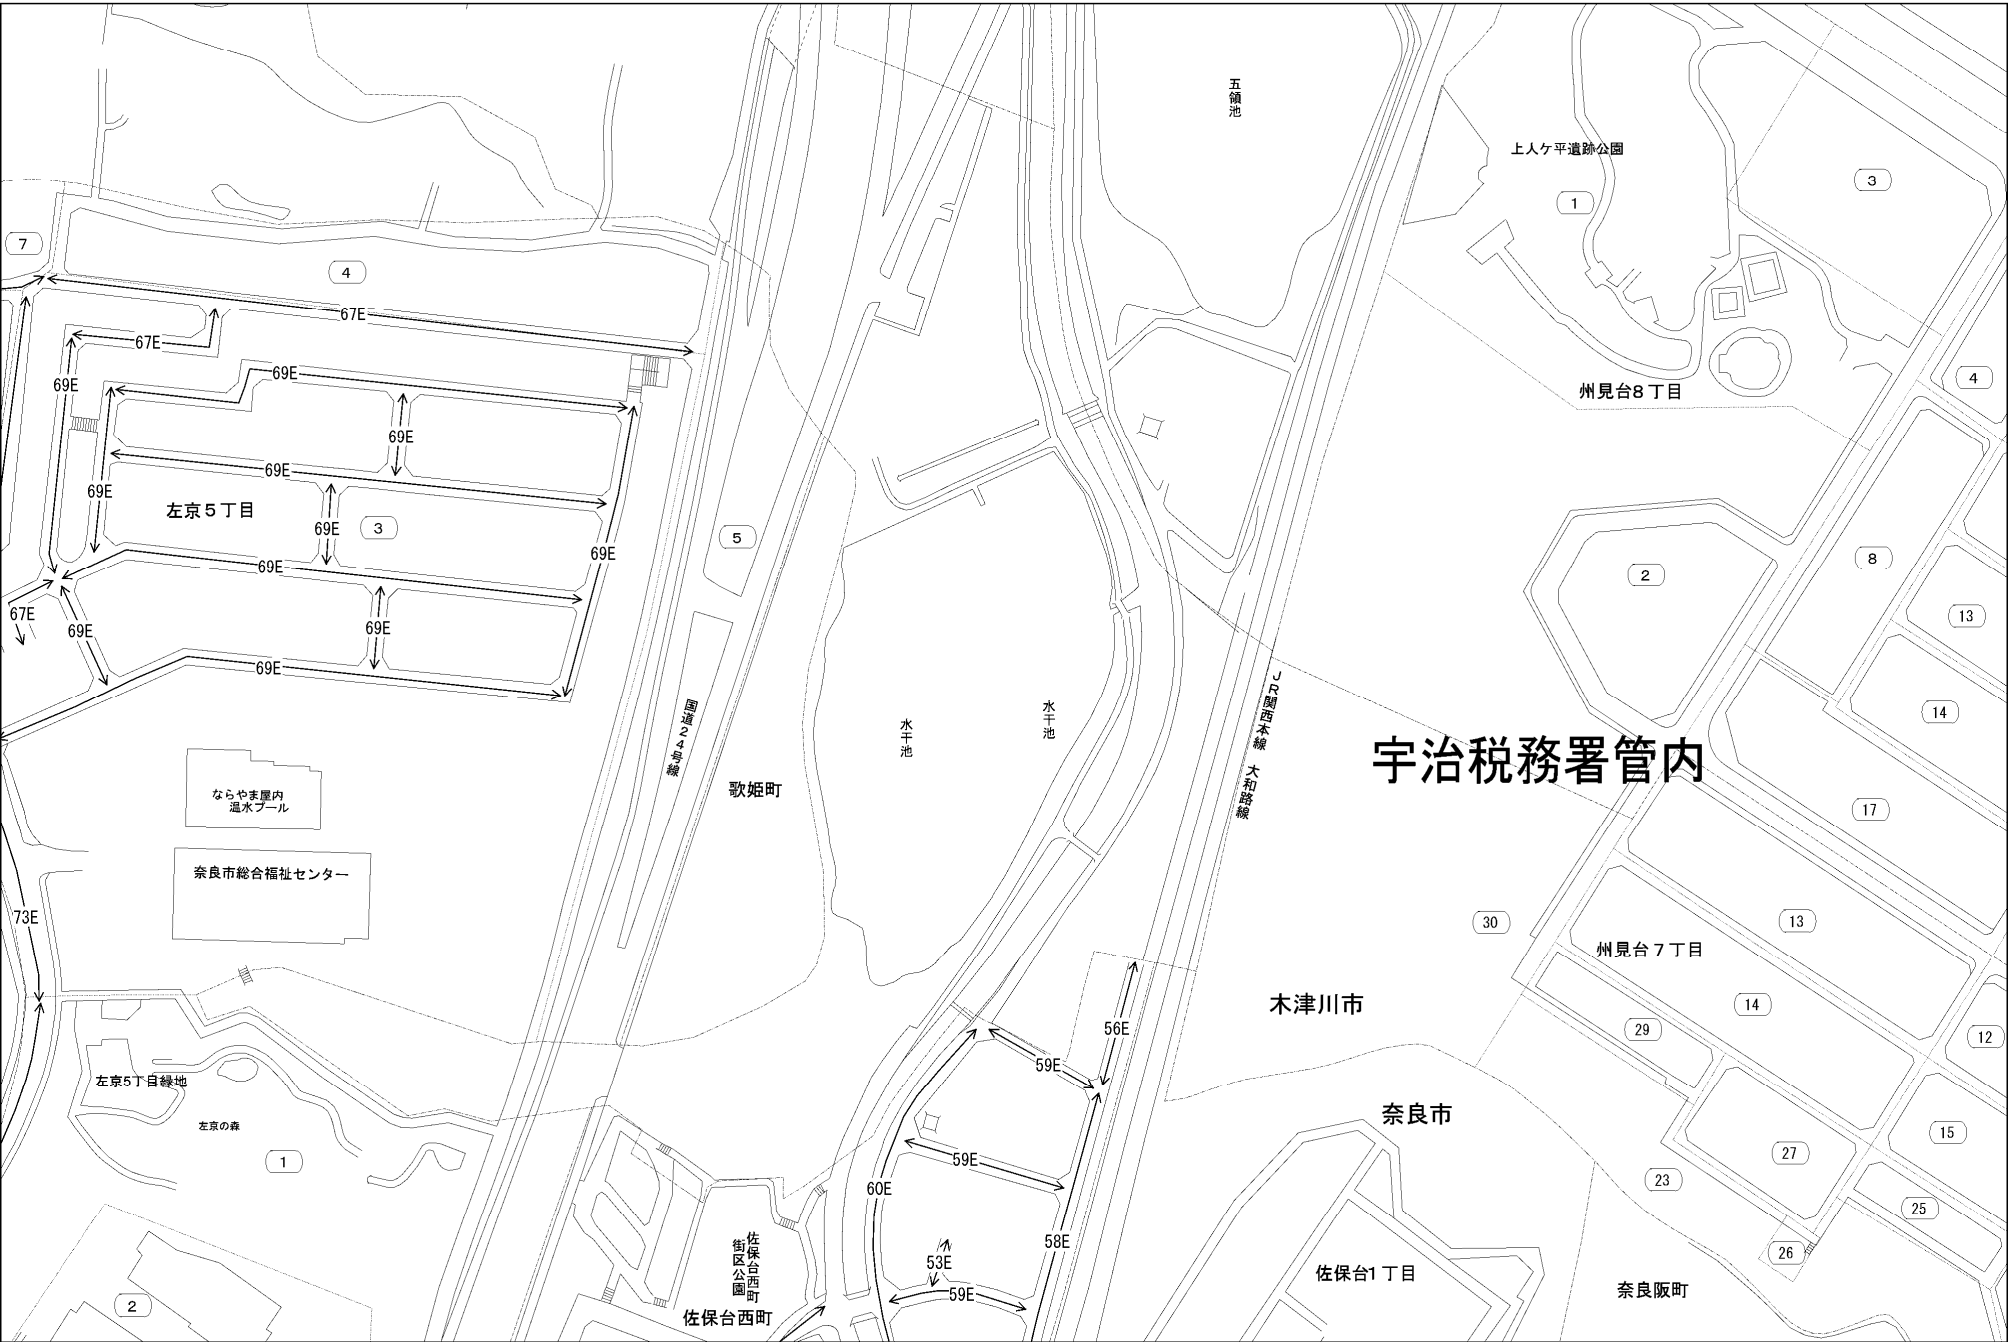 五領池
上人ケ平遺跡公園
3
1
7
4
67E
67E
69E
69E
州見台8丁目
4
69E
69E
69E
左京5丁目
3
69E
5
69E
69E
8
2
13
67E
69E
69E
69E
14
国道24号線
水干池
水干池
JR関西本線 大和路線
宇治税務署管内
歌姫町
ならやま屋内
温水プール
17
奈良市総合福祉センター
73E
30
13
州見台7丁目
木津川市
14
56E
29
12
59E
左京5丁目緑地
奈良市
左京の森
15
1
59E
27
60E
23
25
58E
佐保台西町
街区公園
53E
26
佐保台1丁目
奈良阪町
59E
2
佐保台西町